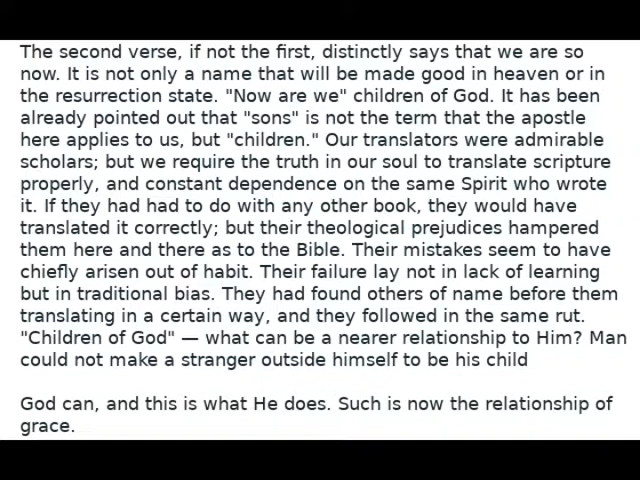 The second verse, if not the first, distinctly says that we are so
now. It is not only a name that will be made good in heaven or in
the resurrection state. "Now are we" children of God. It has been
already pointed out that "sons" is not the term that the apostle
here applies to us, but "children." Our translators were admirable
scholars; but we require the truth in our soul to translate scripture
properly, and constant dependence on the same Spirit who wrote
it. If they had had to do with any other book, they would have
translated it correctly; but their theological prejudices hampered
them here and there as to the Bible. Their mistakes seem to have
chiefly arisen out of habit. Their failure lay not in lack of learning
but in traditional bias. They had found others of name before them
translating in a certain way, and they followed in the same rut.
"Children of God" — what can be a nearer relationship to Him? Man
could not make a stranger outside himself to be his child
God can, and this is what He does. Such is now the relationship of
grace.